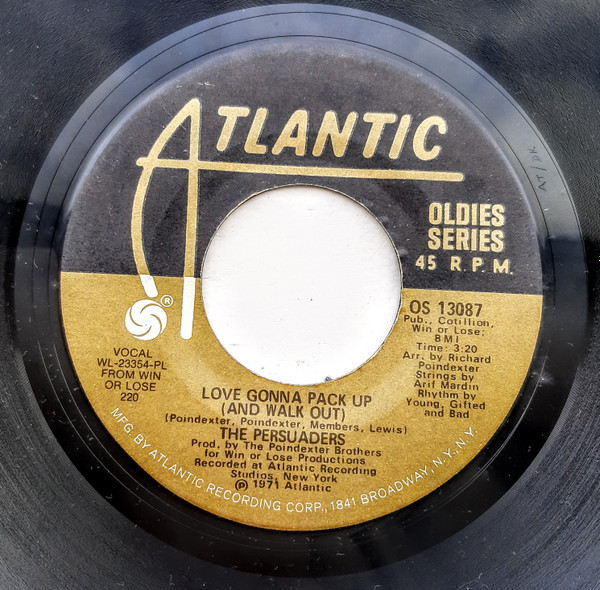 ATLANTIC
OLDIES
SERIES
45 R.P.M.
®
OS 13087
Pub., Cotillion,
Win or Lose;
BMI
Time: 3:20
Arr. by Richard
Poindexter
Strings by
Arif Mardin
Rhythm by
Young, Gifted
and Bad
VOCAL
WL-23354-PL
FROM WIN
OR LOSE
220
LOVE GONNA PACK UP
(AND WALK OUT)
(Poindexter, Poindexter, Members, Lewis)
THE PERSUADERS
Prod. by The Poindexter Brothers
for Win or Lose Productions
Recorded at Atlantic Recording
Studios, New York
℗ 1971 Atlantic
MFG. BY ATLANTIC RECORDING CORP., 1841 BROADWAY, N.Y., N.Y.
AT/DK